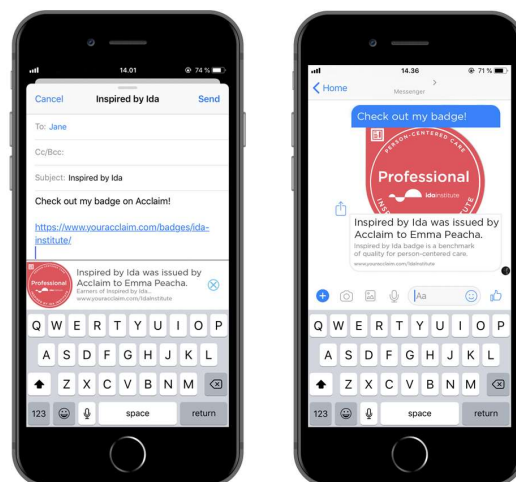 14.01
74 %
Cancel
Inspired by Ida
Send
To: Jane
Cc/Bcc:
Subject: Inspired by Ida
Check out my badge on Acclaim!
https://www.youracclaim.com/badges/ida-
institute/
Professional
Inspired by Ida was issued by
Acclaim to Emma Peacha.
Earners of Inspired by Ida..
www.youracclaim.com/IdaInstitute
Q W E R T Y U I O P
A S D F G H J K L
Z X C V B N M
123
space
return
14.36
71 %
Home
Messenger
Check out my badge!
PERSON-CENTERED CARE
Professional
idainstitute
Inspired by Ida was issued by
Acclaim to Emma Peacha.
Inspired by Ida badge is a benchmark
of quality for person-centered care.
www.youracclaim.com/IdaInstitute
Aa
Q W E R T Y U I O P
A S D F G H J K L
Z X C V B N M
123
space
return